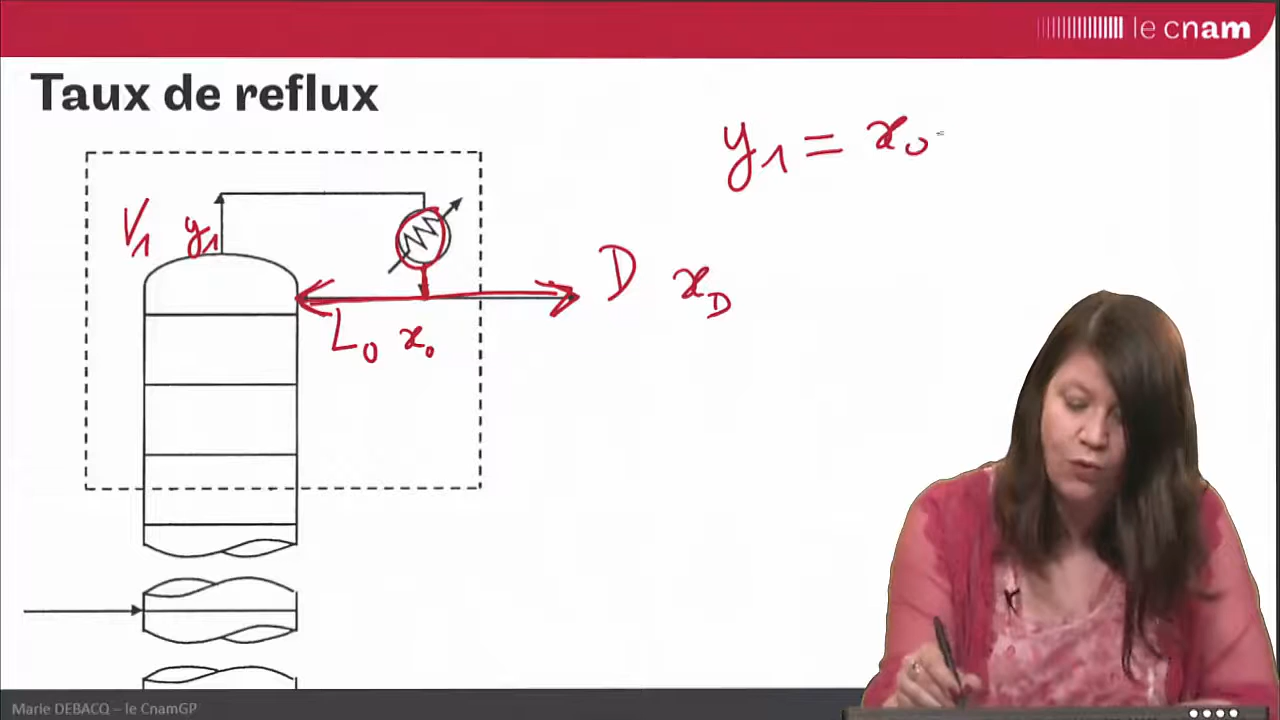 le cnam
Taux de reflux
y1 = x0 =
V1 y1
D xD
L0 x0
Marie DEBACQ – le CnamGP